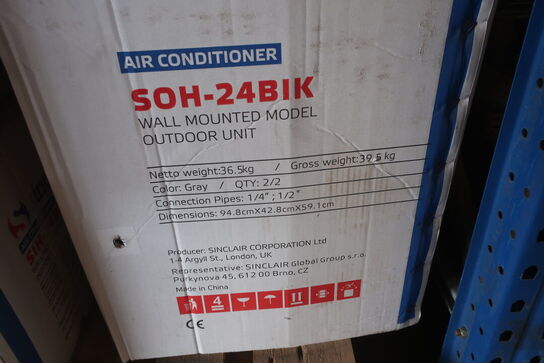 AIR CONDITIONER
SOH-24BIK
WALL MOUNTED MODEL
OUTDOOR UNIT
Netto weight:36.5kg / Gross weight:39.5 kg
Color: Gray / QTY: 2/2
Connection Pipes: 1/4" ; 1/2"
Dimensions: 94.8cmX42.8cmX59.1cm
Producer: SINCLAIR CORPORATION Ltd
1-4 Argyll St., London, UK
Representative: SINCLAIR Global Group s.r.o.
Purkynova 45, 612 00 Brno, CZ
Made in China
4
CE
SIH-